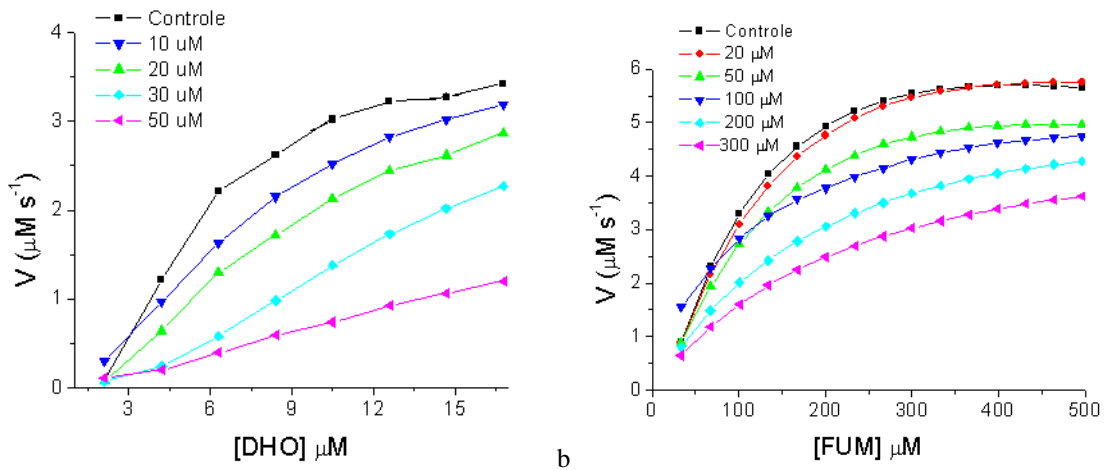 Controle
10 uM
20 uM
30 uM
50 uM
4
3
2
1
0
V (μM s⁻¹)
3
6
9
12
15
[DHO] μM
b
Controle
20 μM
50 μM
100 μM
200 μM
300 μM
6
5
4
3
2
1
0
V (μM s⁻¹)
0
100
200
300
400
500
[FUM] μM